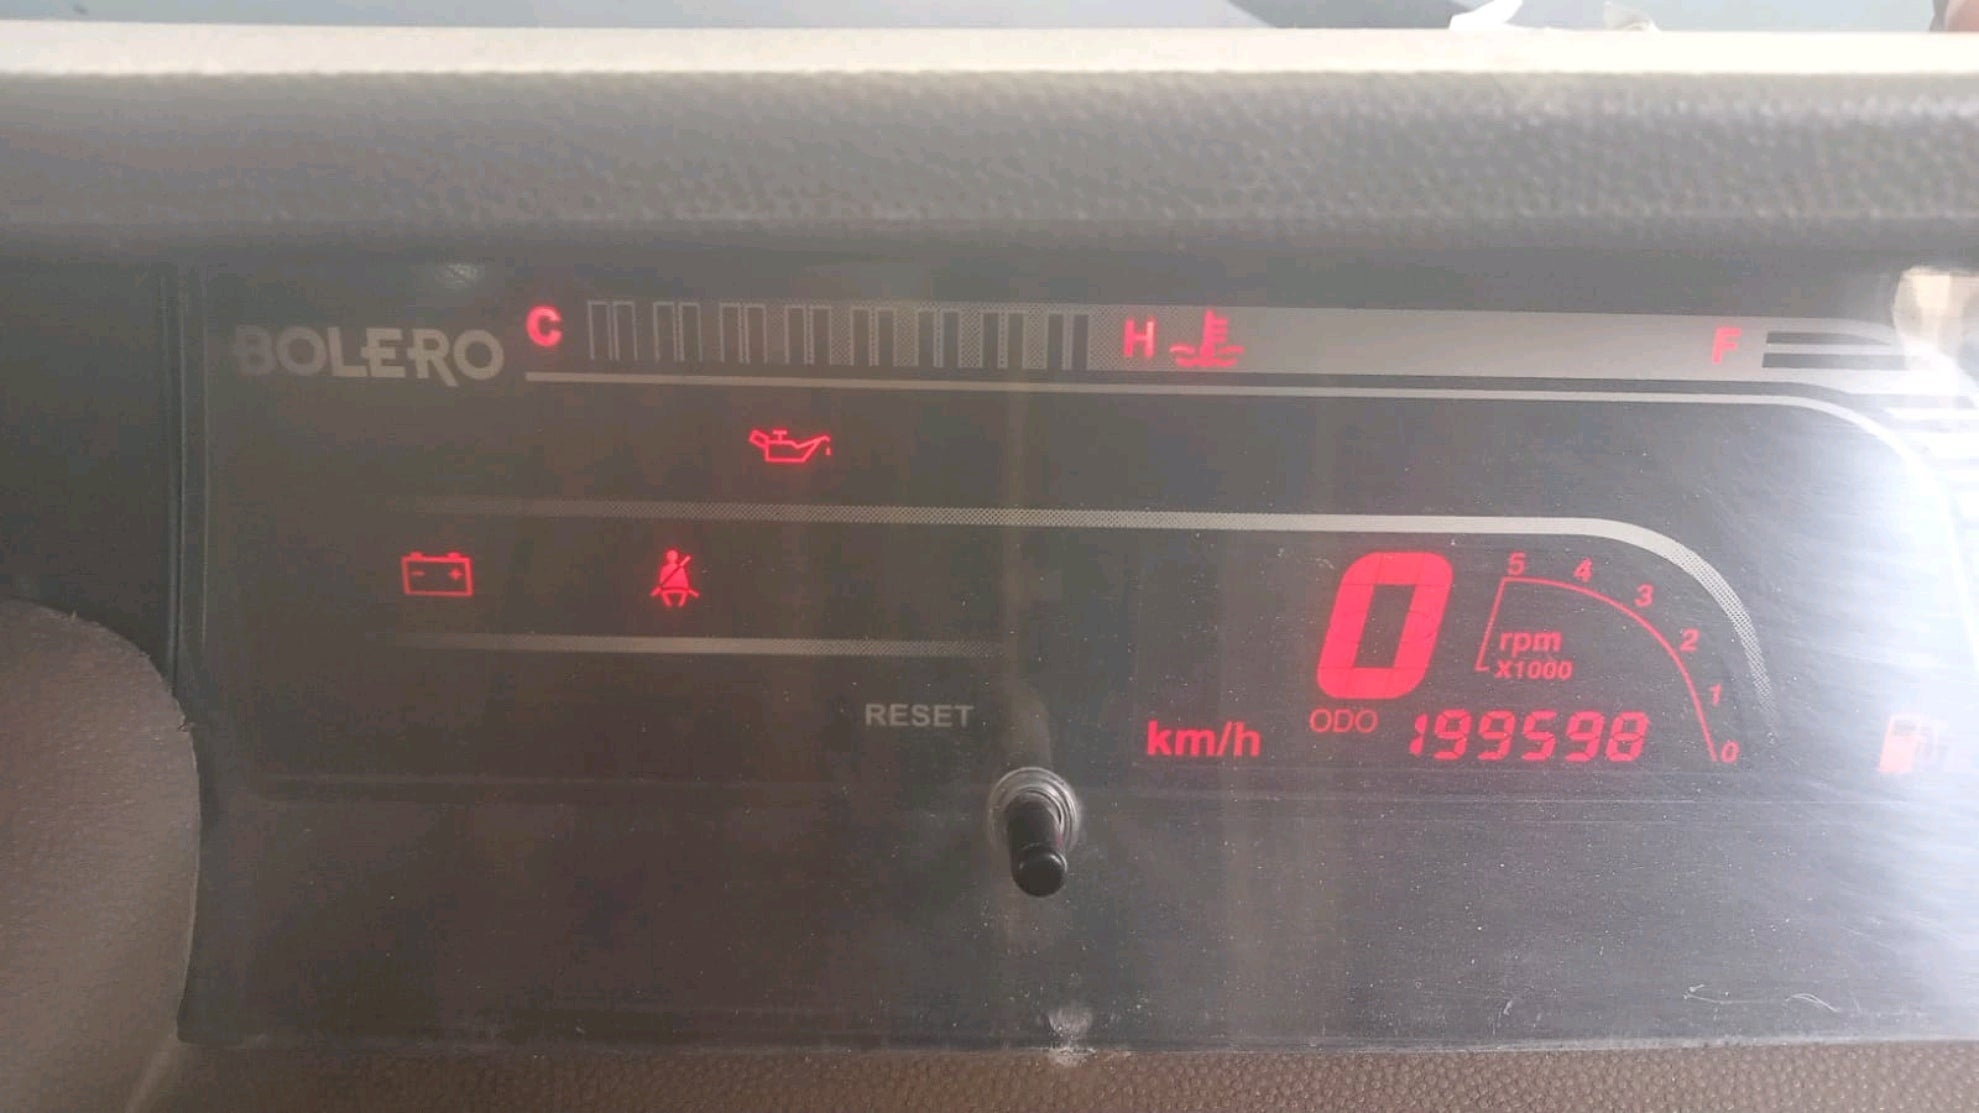 BOLERO
C
H
F
0
5
4
3
2
1
0
rpm
X1000
RESET
km/h
ODO 199598